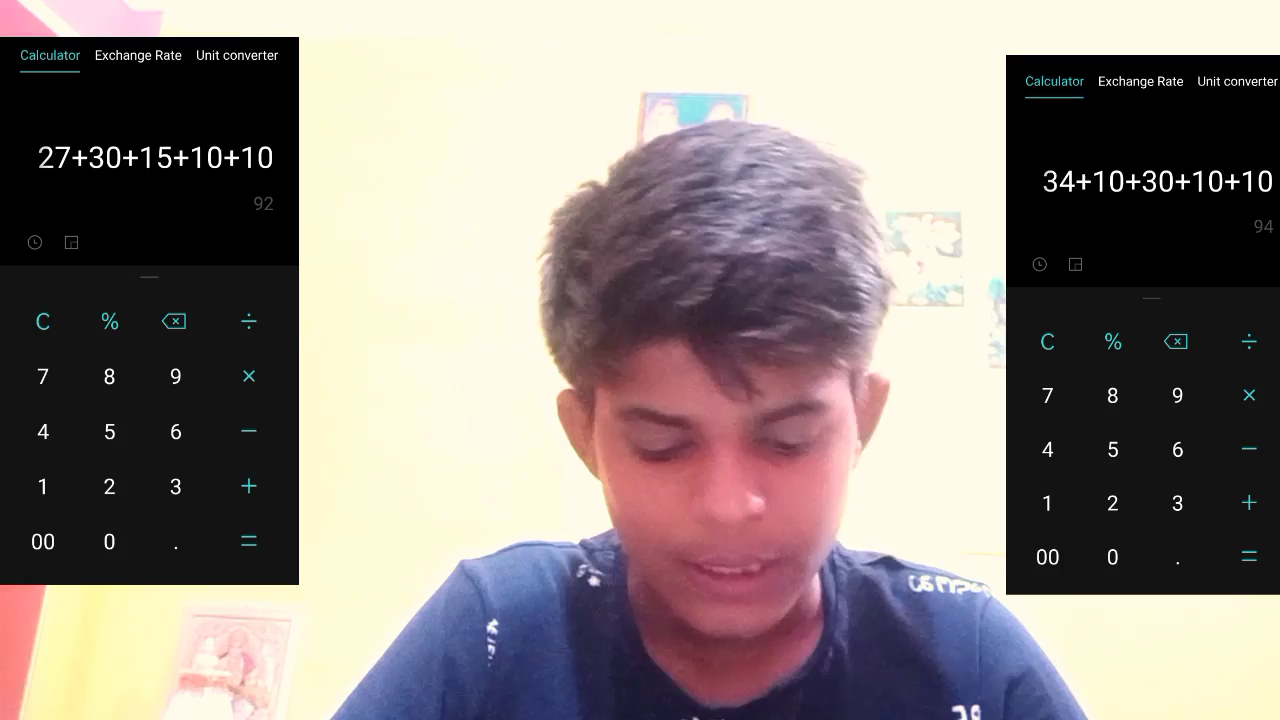 Calculator Exchange Rate Unit converter
27+30+15+10+10
92
C % ÷
7 8 9 ×
4 5 6 −
1 2 3 +
00 0 . =
Calculator Exchange Rate Unit converter
34+10+30+10+10
94
C % ÷
7 8 9 ×
4 5 6 −
1 2 3 +
00 0 . =